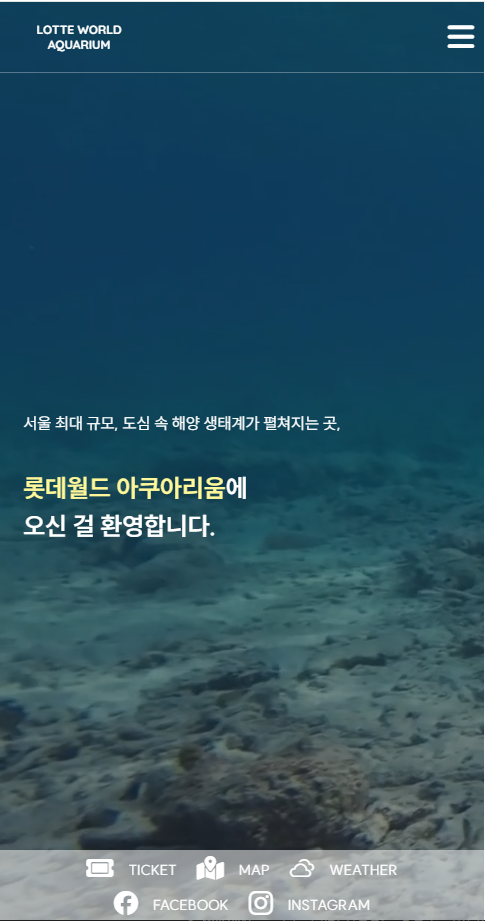 LOTTE WORLD
AQUARIUM
서울 최대 규모, 도심 속 해양 생태계가 펼쳐지는 곳,
롯데월드 아쿠아리움에
오신 걸 환영합니다.
TICKET MAP WEATHER
FACEBOOK INSTAGRAM